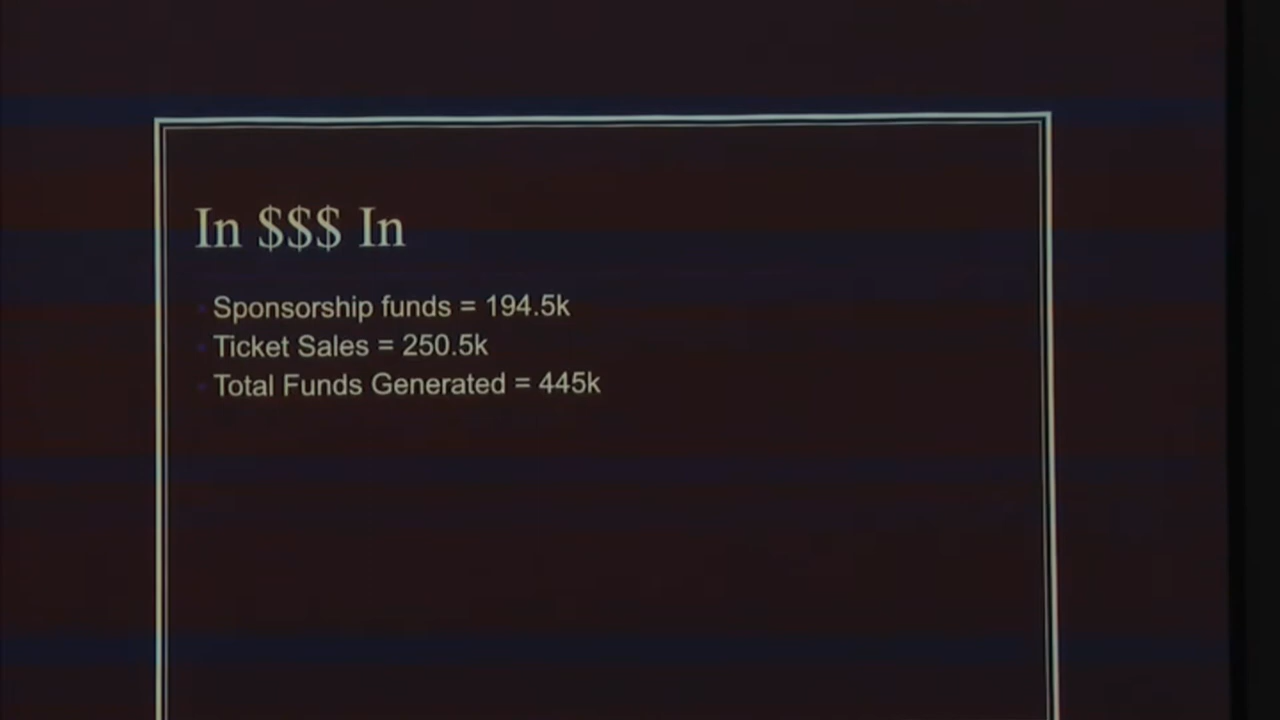 In $$$ In
Sponsorship funds = 194.5k
Ticket Sales = 250.5k
Total Funds Generated = 445k